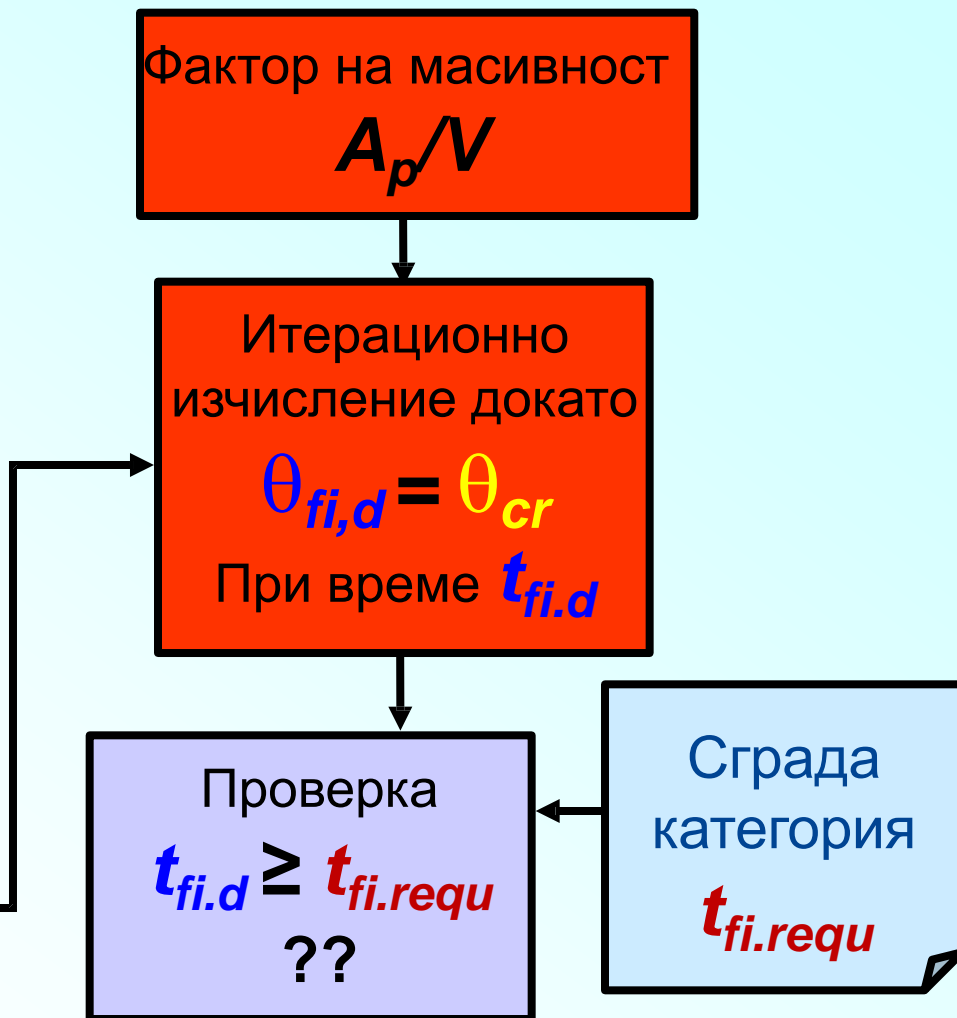 Фактор на масивност
Ap/V
Итерационно
изчисление докато
θfi,d = θcr
При време tfi.d
Проверка
tfi.d ≥ tfi.requ
??
Сграда
категория
tfi.requ